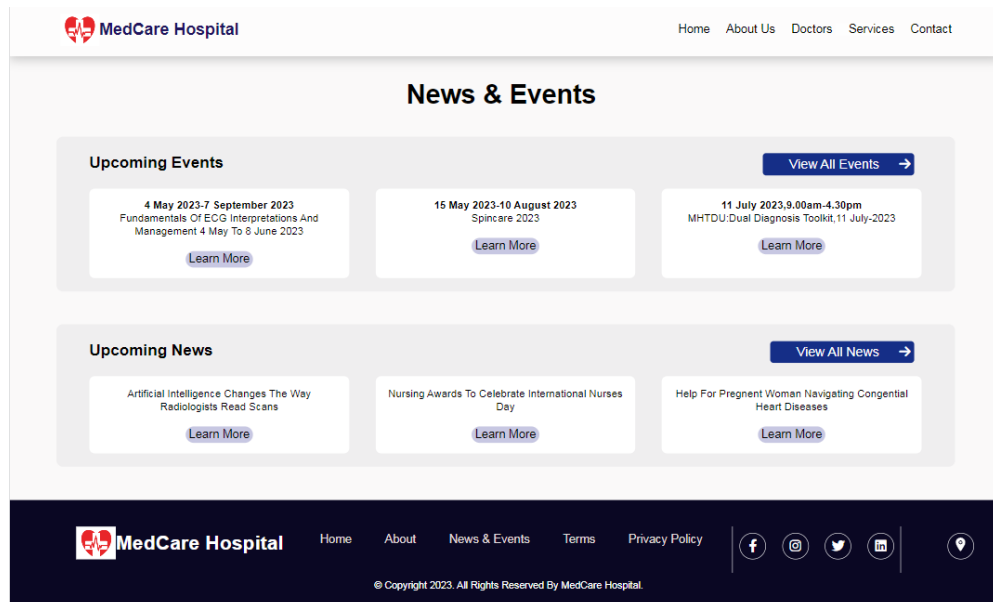 MedCare Hospital
Home About Us Doctors Services Contact
News & Events
Upcoming Events
View All Events
4 May 2023-7 September 2023
Fundamentals Of ECG Interpretations And
Management 4 May To 8 June 2023
Learn More
15 May 2023-10 August 2023
Spincare 2023
Learn More
11 July 2023,9.00am-4.30pm
MHTDU:Dual Diagnosis Toolkit,11 July-2023
Learn More
Upcoming News
View All News
Artificial Intelligence Changes The Way
Radiologists Read Scans
Learn More
Nursing Awards To Celebrate International Nurses
Day
Learn More
Help For Pregnent Woman Navigating Congential
Heart Diseases
Learn More
MedCare Hospital
Home About News & Events Terms Privacy Policy
© Copyright 2023. All Rights Reserved By MedCare Hospital.